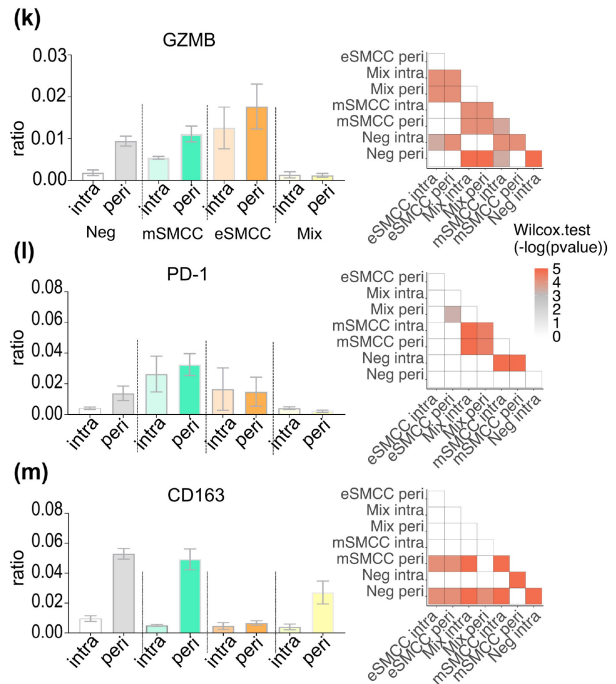 (k)
GZMB
ratio
0.03
0.02
0.01
0.00
intra peri intra peri intra peri intra peri
Neg mSMCC eSMCC Mix
eSMCC peri
Mix intra
Mix peri
mSMCC intra
mSMCC peri
Neg intra
Neg peri
eSMCC intra
eSMCC peri
Mix intra
Mix peri
mSMCC intra
mSMCC peri
Neg intra
Wilcox.test
(-log(pvalue))
5
4
3
2
1
0
(l)
PD-1
ratio
0.08
0.06
0.04
0.02
0.00
intra peri intra peri intra peri intra peri
eSMCC peri
Mix intra
Mix peri
mSMCC intra
mSMCC peri
Neg intra
Neg peri
eSMCC intra
eSMCC peri
Mix intra
Mix peri
mSMCC intra
mSMCC peri
Neg intra
(m)
CD163
ratio
0.08
0.06
0.04
0.02
0.00
intra peri intra peri intra peri intra peri
eSMCC peri
Mix intra
Mix peri
mSMCC intra
mSMCC peri
Neg intra
Neg peri
eSMCC intra
eSMCC peri
Mix intra
Mix peri
mSMCC intra
mSMCC peri
Neg intra